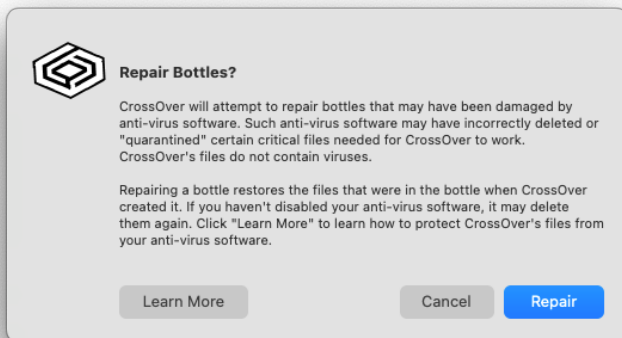 Repair Bottles?
CrossOver will attempt to repair bottles that may have been damaged by
anti-virus software. Such anti-virus software may have incorrectly deleted or
"quarantined" certain critical files needed for CrossOver to work.
CrossOver's files do not contain viruses.
Repairing a bottle restores the files that were in the bottle when CrossOver
created it. If you haven't disabled your anti-virus software, it may delete
them again. Click "Learn More" to learn how to protect CrossOver's files from
your anti-virus software.
Learn More Cancel Repair